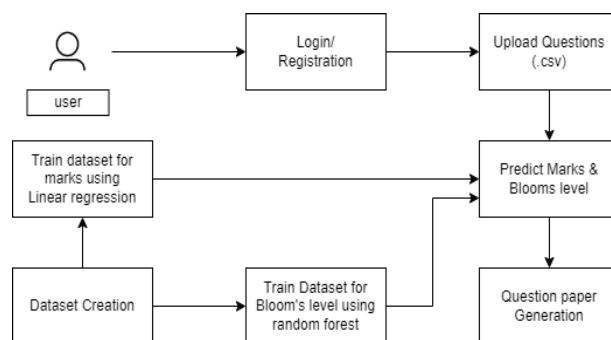 Login/
Registration
Upload Questions
(.csv)
user
Train dataset for
marks using
Linear regression
Predict Marks &
Blooms level
Dataset Creation
Train Dataset for
Bloom's level using
random forest
Question paper
Generation